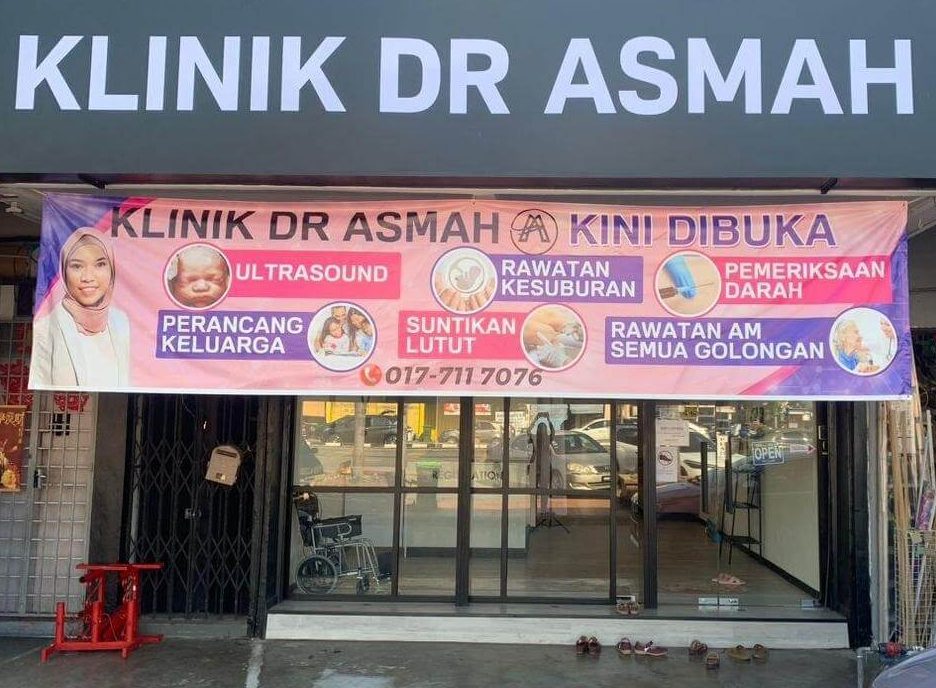 KLINIK DR ASMAH
KLINIK DR ASMAH KINI DIBUKA
ULTRASOUND
RAWATAN
KESUBURAN
PEMERIKSAAN
DARAH
PERANCANG
KELUARGA
SUNTIKAN
LUTUT
RAWATAN AM
SEMUA GOLONGAN
017-711 7076
OPEN